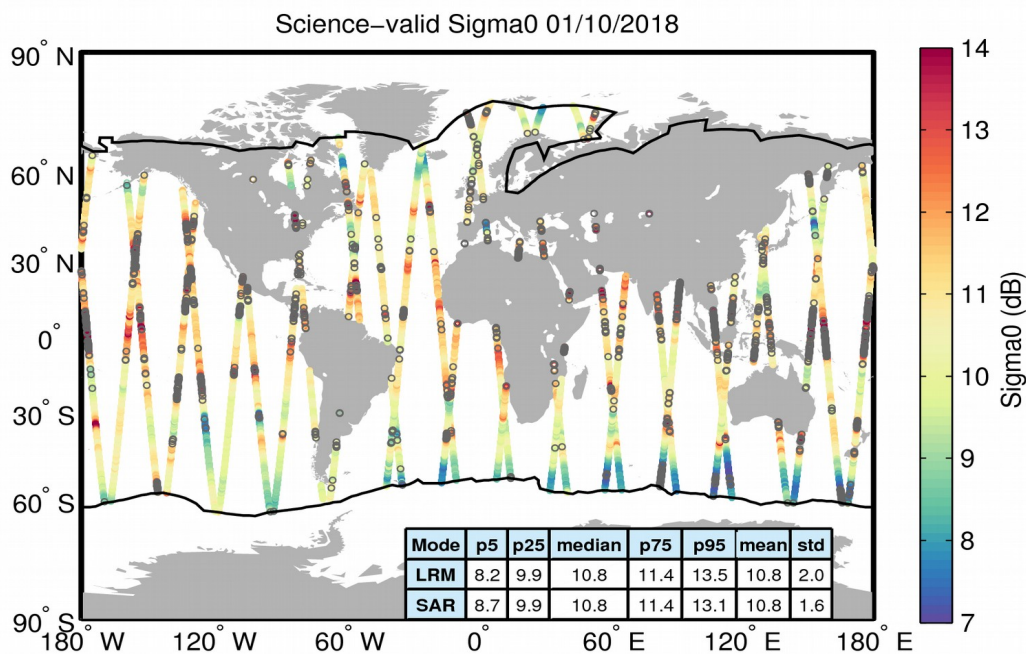 Science−valid Sigma0 01/10/2018
90° N
60° N
30° N
0°
30° S
60° S
90° S
180° W
120° W
60° W
0°
60° E
120° E
180° E
Mode p5 p25 median p75 p95 mean std
LRM 8.2 9.9 10.8 11.4 13.5 10.8 2.0
SAR 8.7 9.9 10.8 11.4 13.1 10.8 1.6
14
13
12
11
10
9
8
7
Sigma0 (dB)